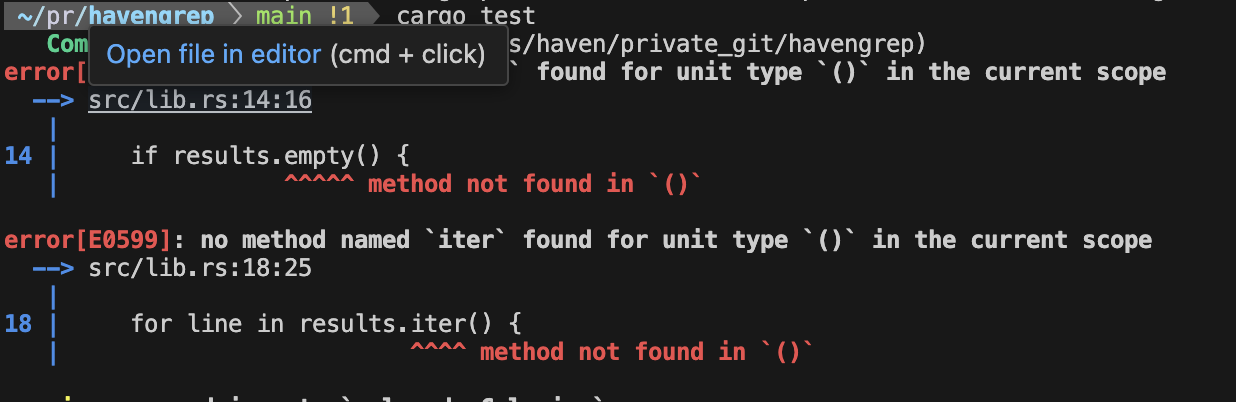 ~/pr/havengrep main !1 cargo test
Com s/haven/private_git/havengrep)
Open file in editor (cmd + click)
error[ ` found for unit type `()` in the current scope
--> src/lib.rs:14:16
|
14 | if results.empty() {
| ^^^^^ method not found in `()`
error[E0599]: no method named `iter` found for unit type `()` in the current scope
--> src/lib.rs:18:25
|
18 | for line in results.iter() {
| ^^^^ method not found in `()`